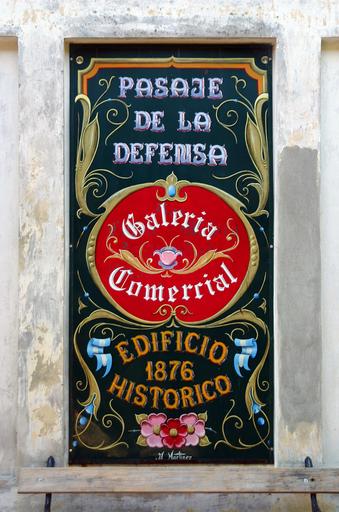 PASAJE
DE LA
DEFENSA
Galeria
Comercial
EDIFICIO
1876
HISTORICO
Martinez